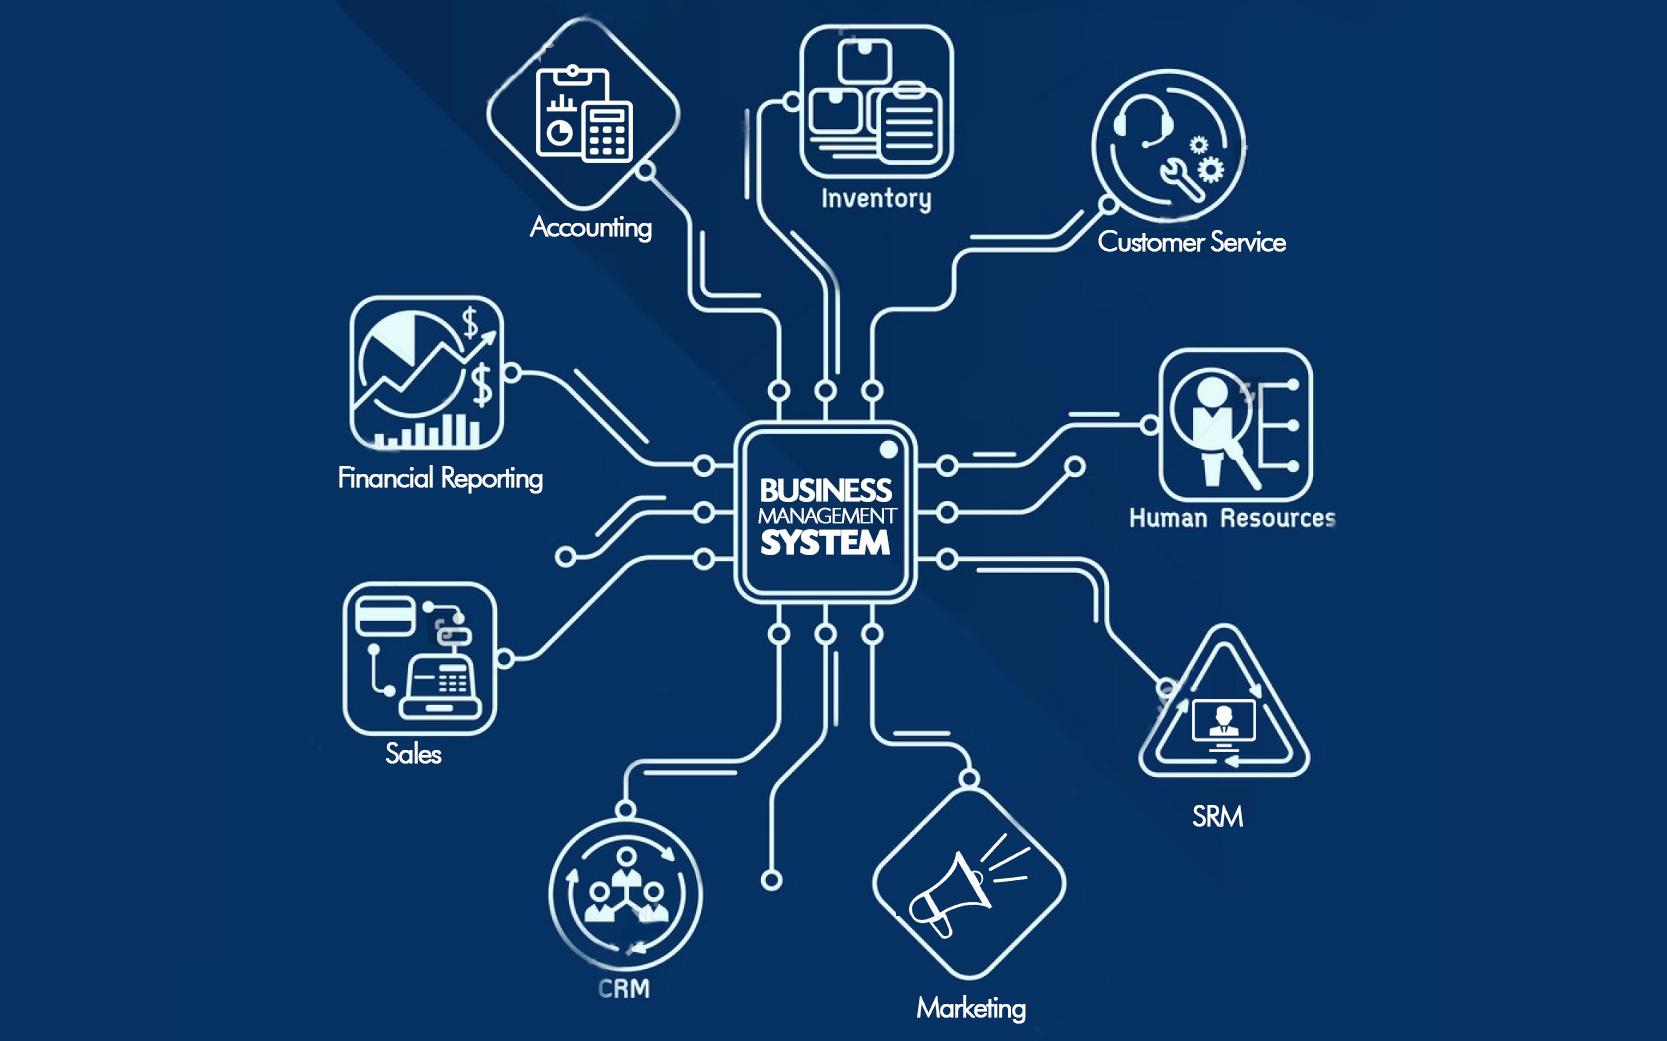 Accounting
Inventory
Customer Service
Financial Reporting
$
$
BUSINESS
MANAGEMENT
SYSTEM
Human Resources
Sales
SRM
CRM
Marketing